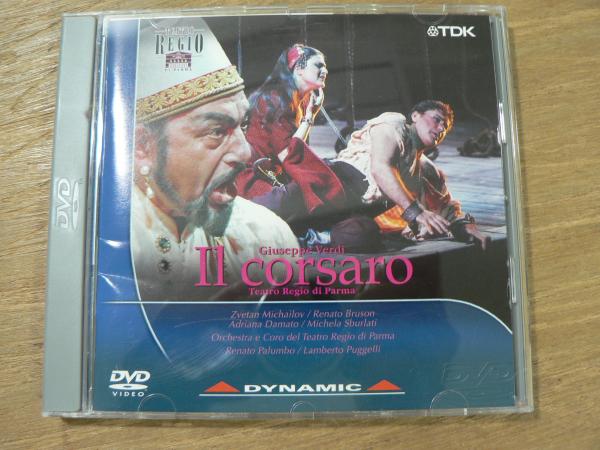 TEATRO
REGIO
DI PARMA
TDK
DVD
Giuseppe Verdi
Il corsaro
Teatro Regio di Parma
Zvetan Michailov / Renato Bruson
Adriana Damato / Michela Sburlati
Orchestra e Coro del Teatro Regio di Parma
Renato Palumbo / Lamberto Puggelli
DVD
VIDEO
DYNAMIC
DVD